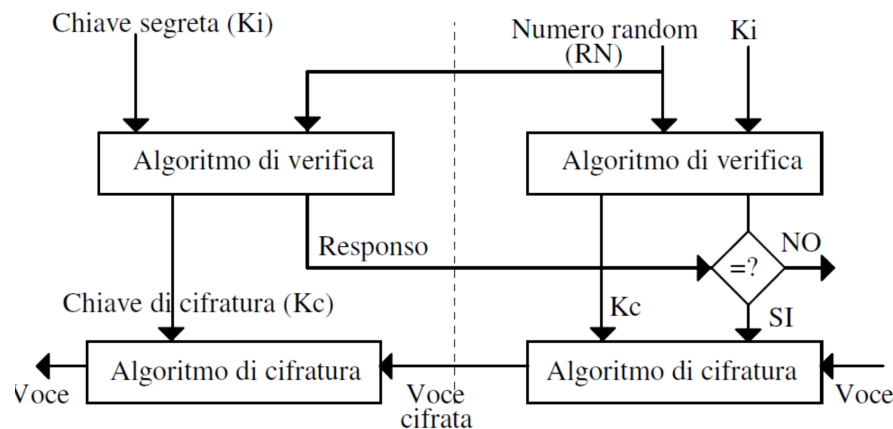 Chiave segreta (Ki)
Numero random
(RN)
Ki
Algoritmo di verifica
Algoritmo di verifica
Responso
=?
NO
Chiave di cifratura (Kc)
Kc
SI
Algoritmo di cifratura
Algoritmo di cifratura
Voce
Voce
cifrata
Voce